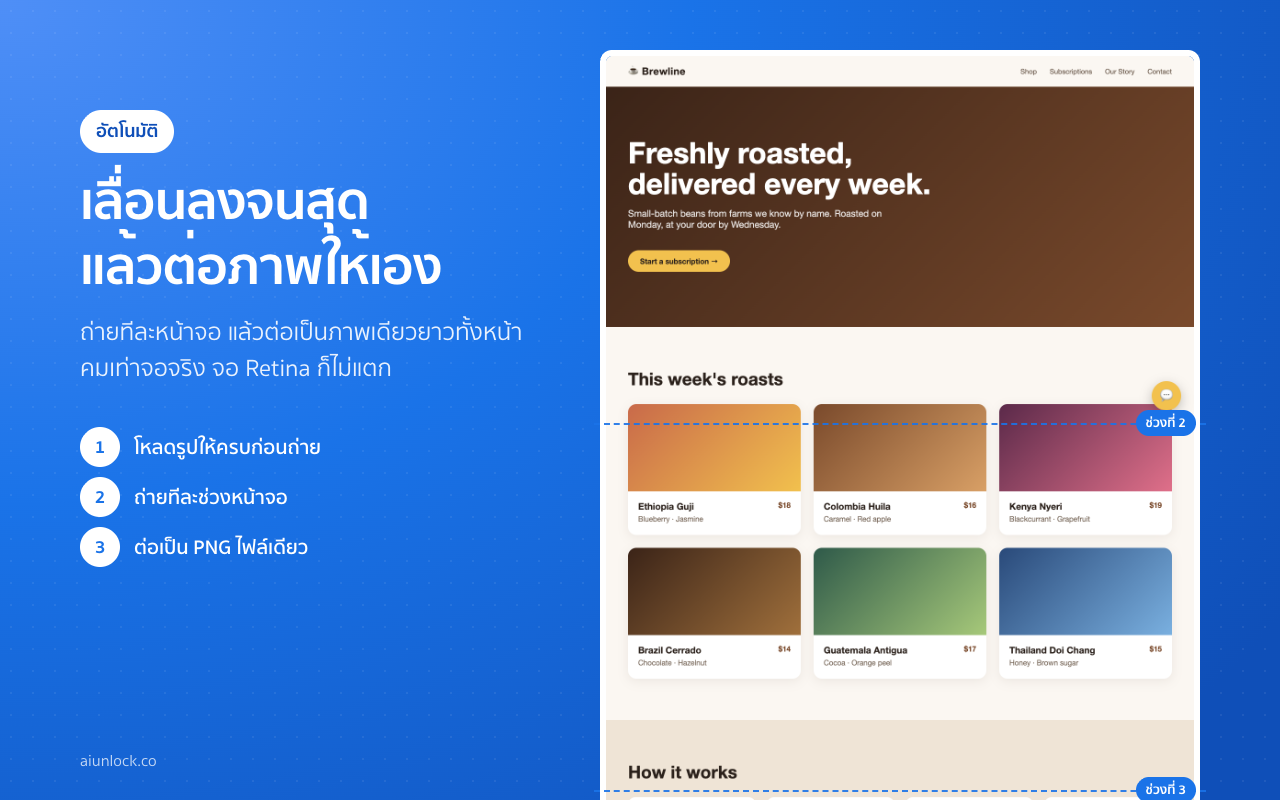 อัตโนมัติ
เลื่อนลงจนสุด
แล้วต่อภาพให้เอง
ถ่ายทีละหน้าจอ แล้วต่อเป็นภาพเดียวยาวทั้งหน้า
คมเท่าจอจริง จอ Retina ก็ไม่แตก
1 โหลดรูปให้ครบก่อนถ่าย
2 ถ่ายทีละช่วงหน้าจอ
3 ต่อเป็น PNG ไฟล์เดียว
aiunlock.co
Brewline
Shop Subscriptions Our Story Contact
Freshly roasted,
delivered every week.
Small-batch beans from farms we know by name. Roasted on
Monday, at your door by Wednesday.
Start a subscription →
This week's roasts
ช่วงที่ 2
Ethiopia Guji $18
Blueberry · Jasmine
Colombia Huila $16
Caramel · Red apple
Kenya Nyeri $19
Blackcurrant · Grapefruit
Brazil Cerrado $14
Chocolate · Hazelnut
Guatemala Antigua $17
Cocoa · Orange peel
Thailand Doi Chang $15
Honey · Brown sugar
How it works
ช่วงที่ 3